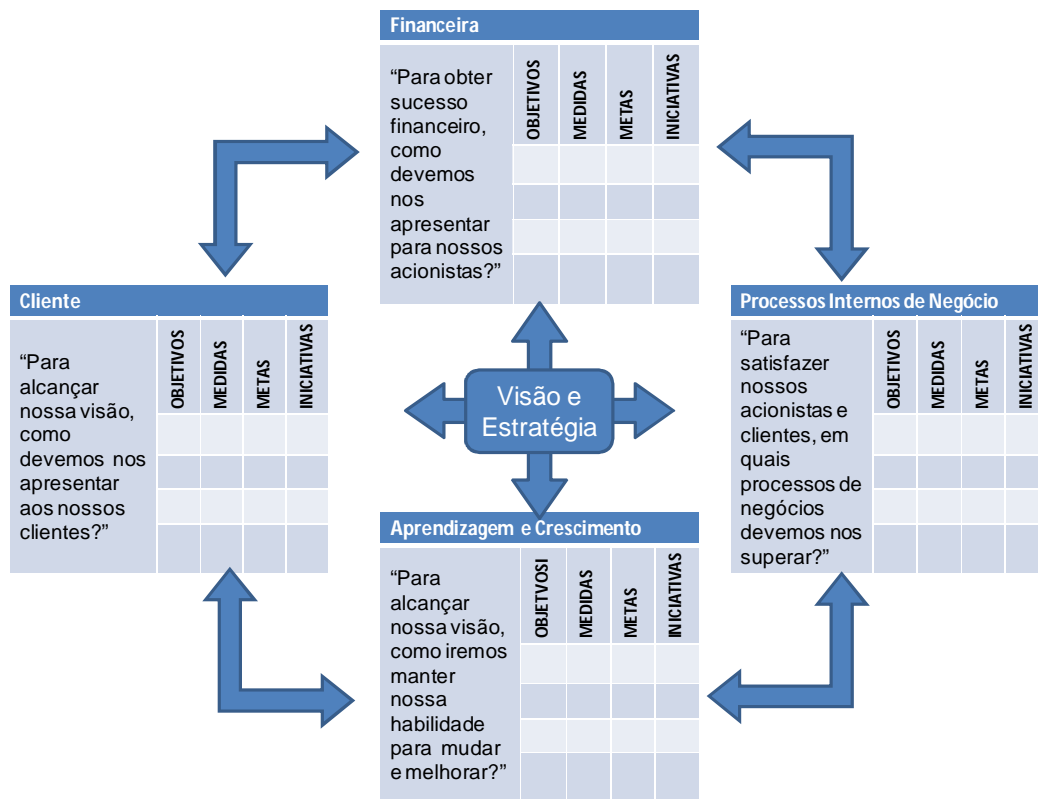 Financeira
“Para obter
sucesso
financeiro,
como
devemos
nos
apresentar
para nossos
acionistas?”
OBJETIVOS
MEDIDAS
METAS
INICIATIVAS
Cliente
“Para
alcançar
nossa visão,
como
devemos nos
apresentar
aos nossos
clientes?”
OBJETIVOS
MEDIDAS
METAS
INICIATIVAS
Visão e
Estratégia
Processos Internos de Negócio
“Para
satisfazer
nossos
acionistas e
clientes, em
quais
processos de
negócios
devemos nos
superar?”
OBJETIVOS
MEDIDAS
METAS
INICIATIVAS
Aprendizagem e Crescimento
“Para
alcançar
nossa visão,
como iremos
manter
nossa
habilidade
para mudar
e melhorar?”
OBJETVOSI
MEDIDAS
METAS
INICIATIVAS